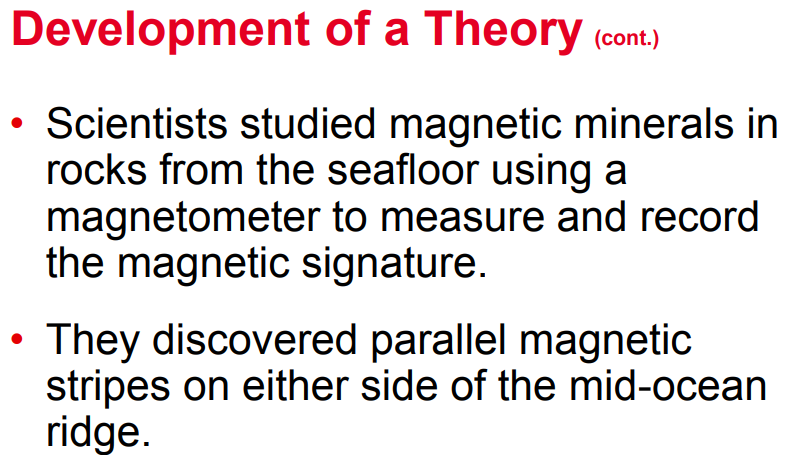 Development of a Theory (cont.)
• Scientists studied magnetic minerals in
rocks from the seafloor using a
magnetometer to measure and record
the magnetic signature.
• They discovered parallel magnetic
stripes on either side of the mid-ocean
ridge.